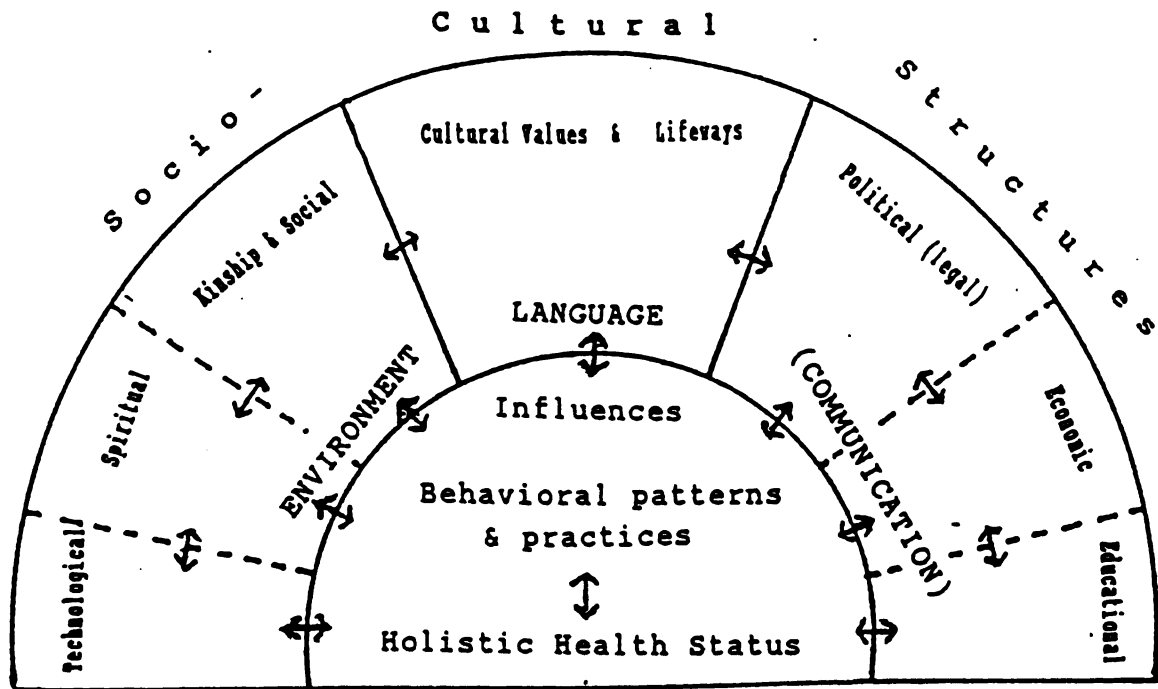 Socio-
Cultural
Structures
Technological
Spiritual
Kinship & Social
Cultural Values & Lifeways
Political (legal)
Economic
Educational
ENVIRONMENT
LANGUAGE
(COMMUNICATION)
Influences
Behavioral patterns
& practices
Holistic Health Status